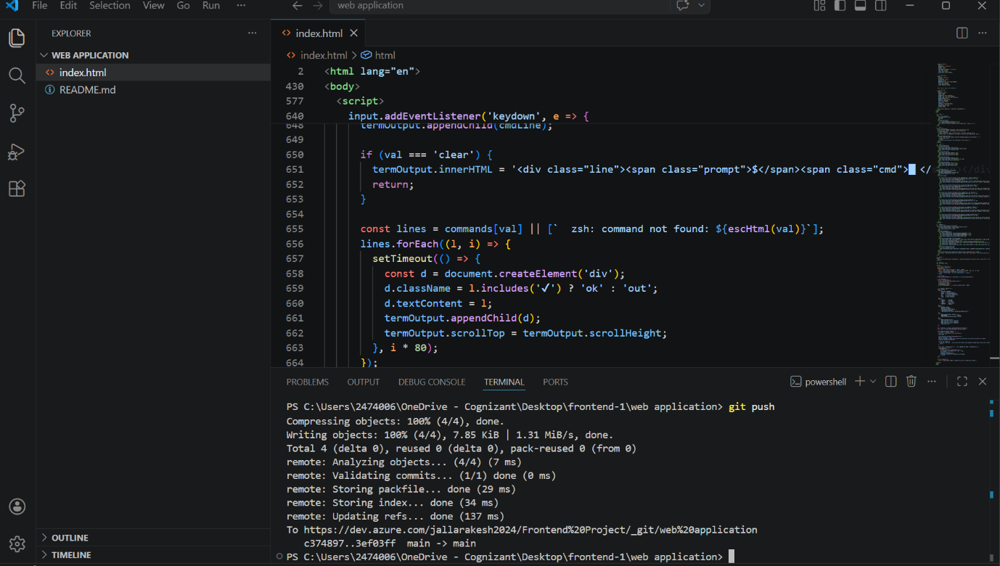 File Edit Selection View Go Run ··· web application
EXPLORER ···
WEB APPLICATION
index.html
README.md
OUTLINE
TIMELINE
index.html
index.html > html
2 <html lang="en">
430 <body>
577 <script>
640 input.addEventListener('keydown', e => {
648 termOutput.appendChild(cmdLine);
649
650 if (val === 'clear') {
651 termOutput.innerHTML = '<div class="line"><span class="prompt">$</span><span class="cmd">█ </
652 return;
653 }
654
655 const lines = commands[val] || [`  zsh: command not found: ${escHtml(val)}`];
656 lines.forEach((l, i) => {
657 setTimeout(() => {
658 const d = document.createElement('div');
659 d.className = l.includes('✓') ? 'ok' : 'out';
660 d.textContent = l;
661 termOutput.appendChild(d);
662 termOutput.scrollTop = termOutput.scrollHeight;
663 }, i * 80);
664 });
PROBLEMS OUTPUT DEBUG CONSOLE TERMINAL PORTS powershell
PS C:\Users\2474006\OneDrive - Cognizant\Desktop\frontend-1\web application> git push
Compressing objects: 100% (4/4), done.
Writing objects: 100% (4/4), 7.85 KiB | 1.31 MiB/s, done.
Total 4 (delta 0), reused 0 (delta 0), pack-reused 0 (from 0)
remote: Analyzing objects... (4/4) (7 ms)
remote: Validating commits... (1/1) done (0 ms)
remote: Storing packfile... done (29 ms)
remote: Storing index... done (34 ms)
remote: Updating refs... done (137 ms)
To https://dev.azure.com/jallarakesh2024/Frontend%20Project/_git/web%20application
c374897..3ef03ff  main -> main
PS C:\Users\2474006\OneDrive - Cognizant\Desktop\frontend-1\web application>